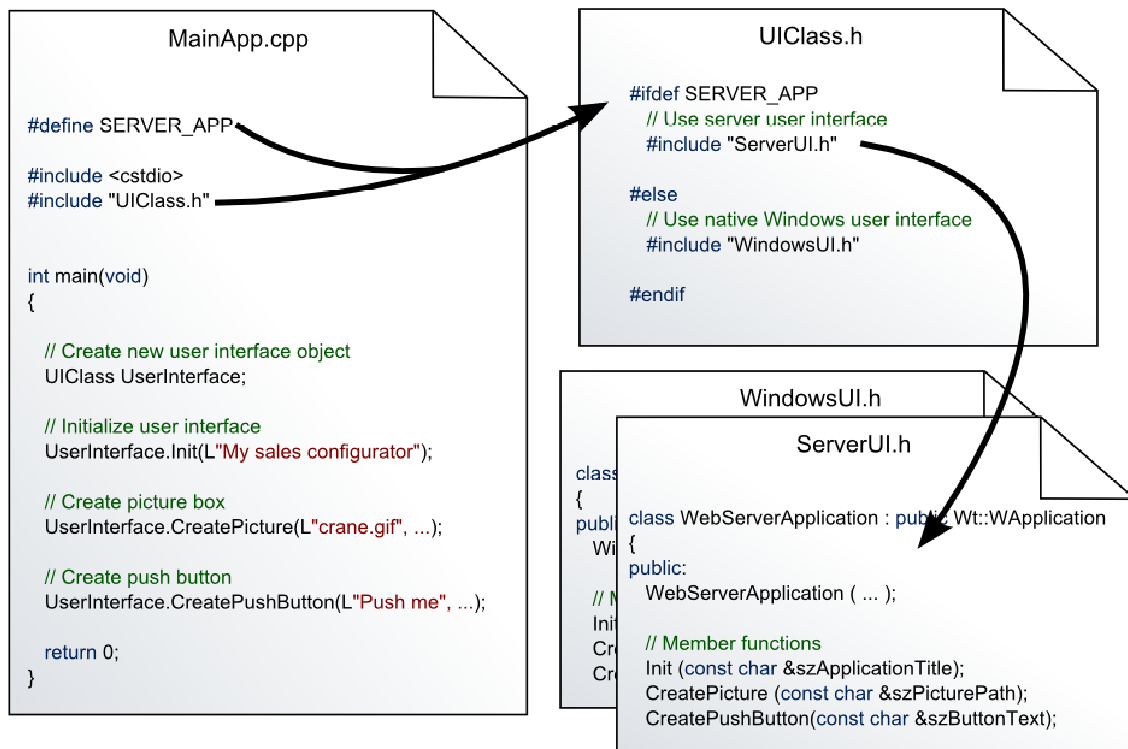 MainApp.cpp
#define SERVER_APP
#include <cstdio>
#include "UIClass.h"
int main(void)
{
// Create new user interface object
UIClass UserInterface;
// Initialize user interface
UserInterface.Init(L"My sales configurator");
// Create picture box
UserInterface.CreatePicture(L"crane.gif", ...);
// Create push button
UserInterface.CreatePushButton(L"Push me", ...);
return 0;
}
UIClass.h
#ifdef SERVER_APP
// Use server user interface
#include "ServerUI.h"
#else
// Use native Windows user interface
#include "WindowsUI.h"
#endif
WindowsUI.h
class
{
ServerUI.h
class WebServerApplication : public Wt::WApplication
{
public:
WebServerApplication ( ... );
// Member functions
Init (const char &szApplicationTitle);
CreatePicture (const char &szPicturePath);
CreatePushButton(const char &szButtonText);